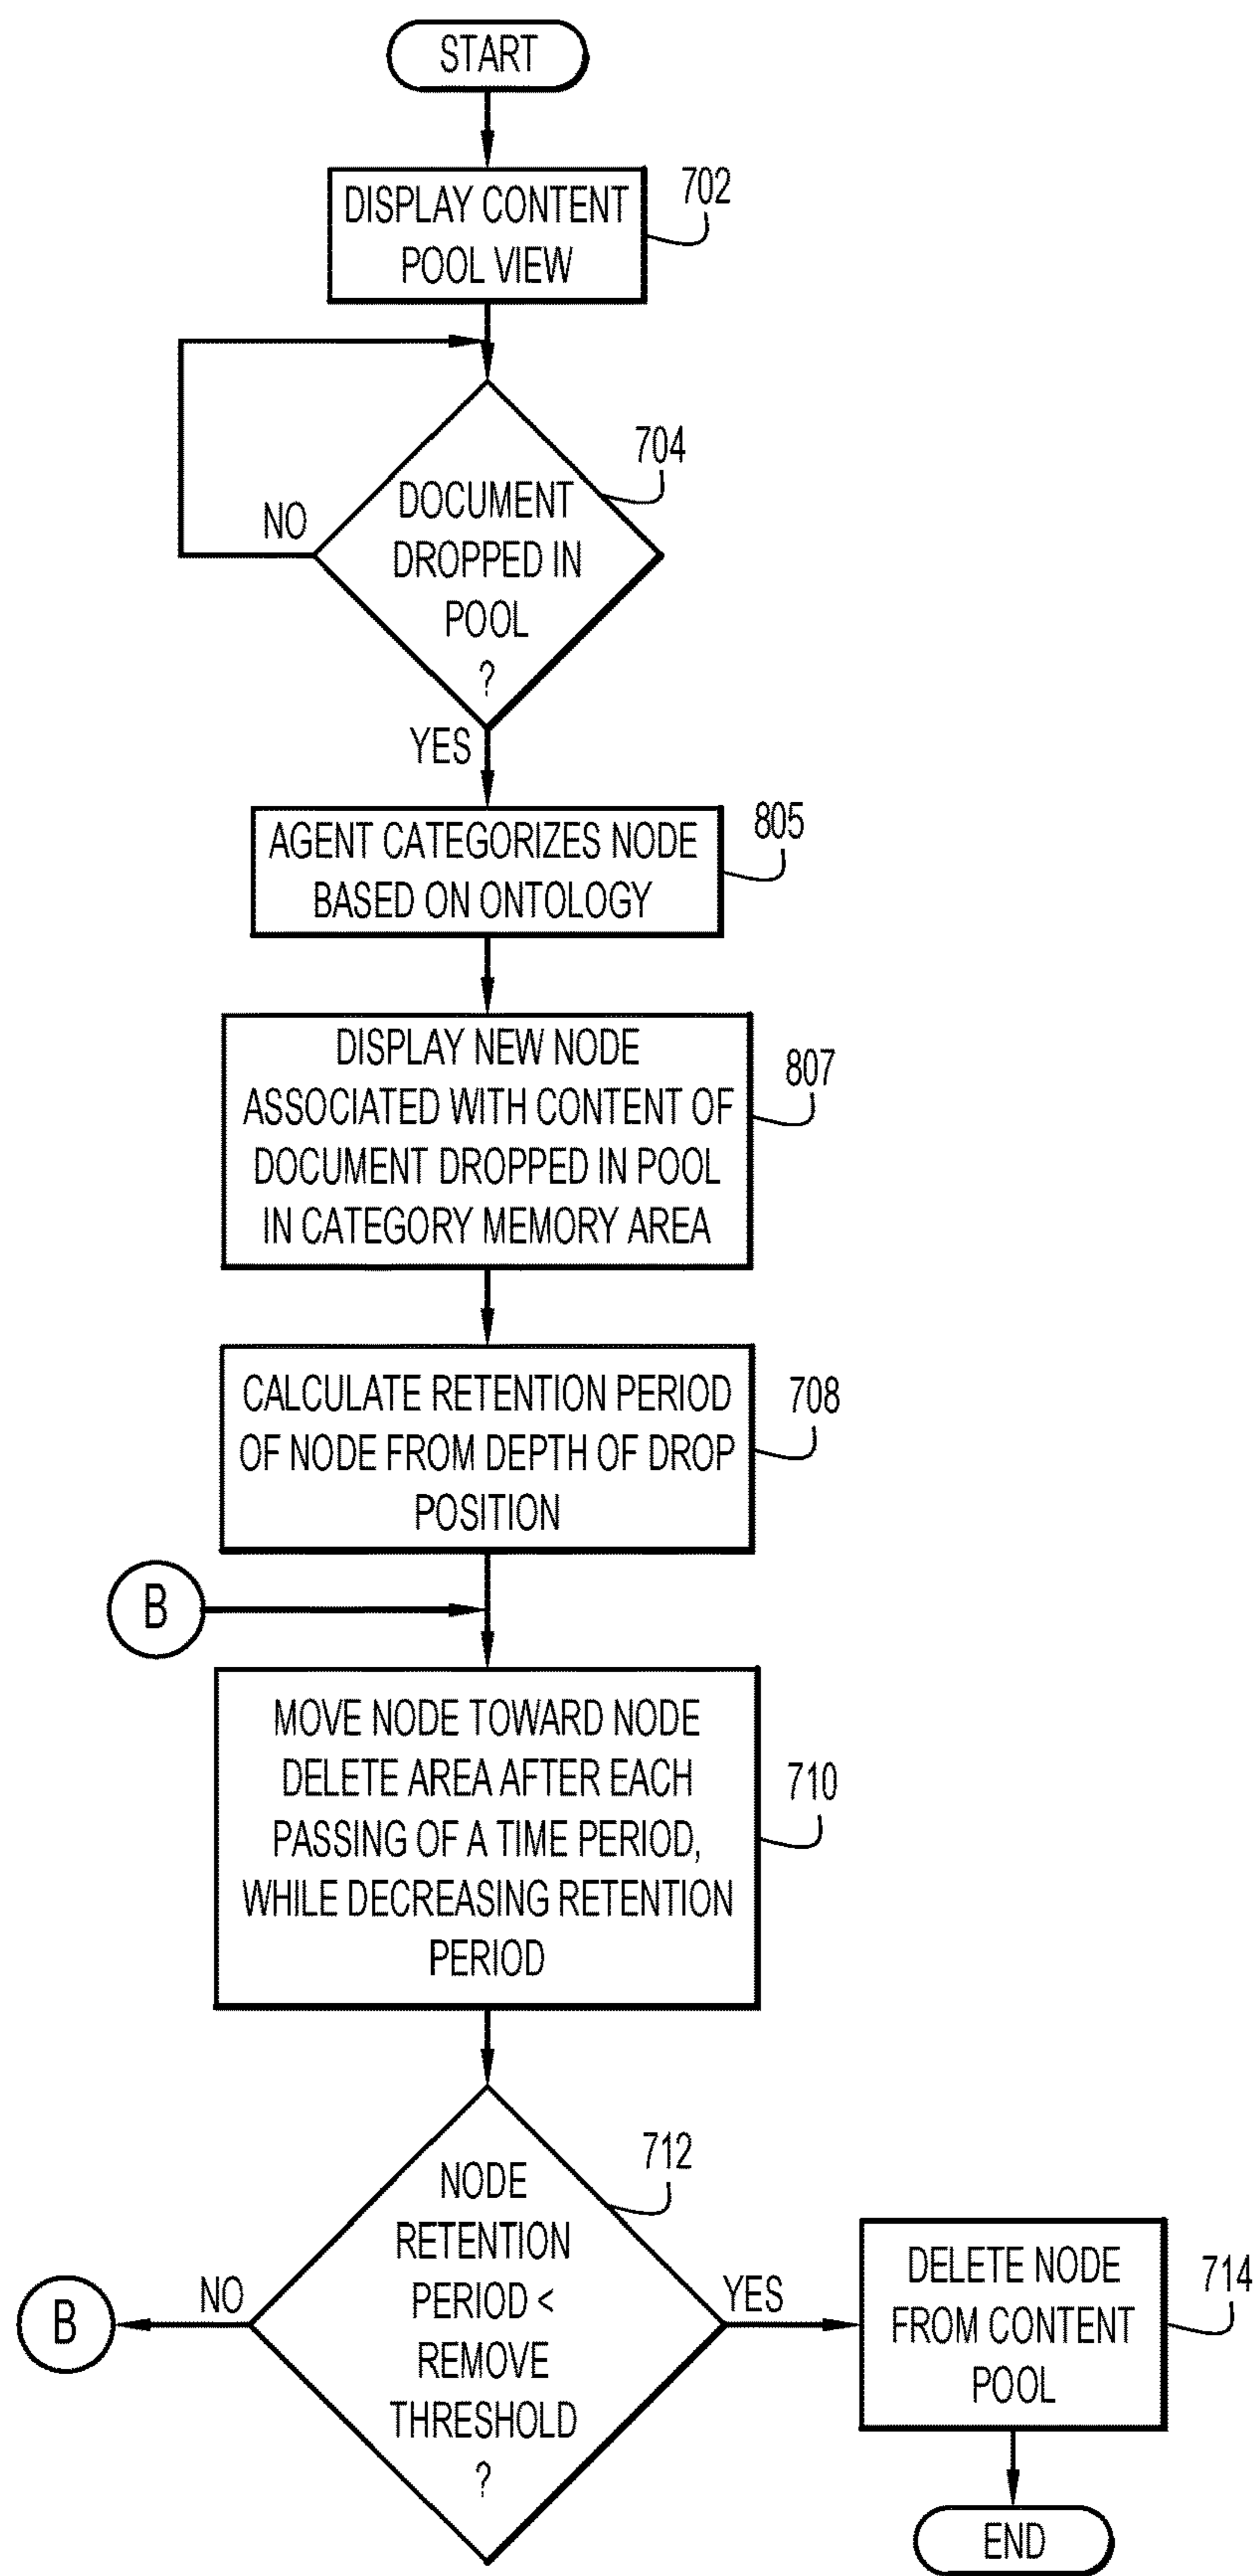 START
DISPLAY CONTENT
POOL VIEW
702
DOCUMENT
DROPPED IN
POOL
?
704
NO
YES
AGENT CATEGORIZES NODE
BASED ON ONTOLOGY
805
DISPLAY NEW NODE
ASSOCIATED WITH CONTENT OF
DOCUMENT DROPPED IN POOL
IN CATEGORY MEMORY AREA
807
CALCULATE RETENTION PERIOD
OF NODE FROM DEPTH OF DROP
POSITION
708
B
MOVE NODE TOWARD NODE
DELETE AREA AFTER EACH
PASSING OF A TIME PERIOD,
WHILE DECREASING RETENTION
PERIOD
710
NODE
RETENTION
PERIOD <
REMOVE
THRESHOLD
?
712
NO
B
YES
DELETE NODE
FROM CONTENT
POOL
714
END